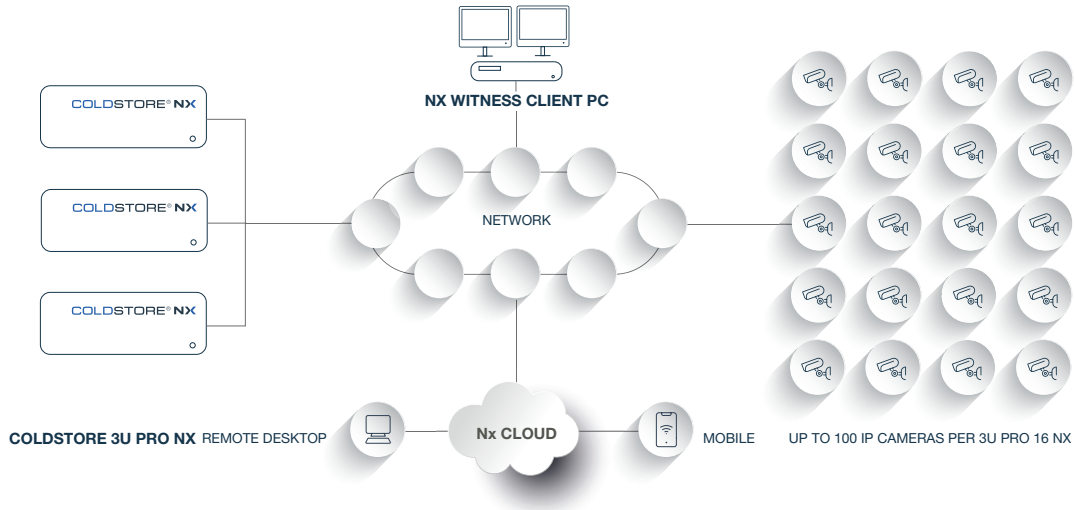 NX WITNESS CLIENT PC
COLDSTORE® NX
COLDSTORE® NX
COLDSTORE® NX
NETWORK
Nx CLOUD
COLDSTORE 3U PRO NX REMOTE DESKTOP
MOBILE
UP TO 100 IP CAMERAS PER 3U PRO 16 NX